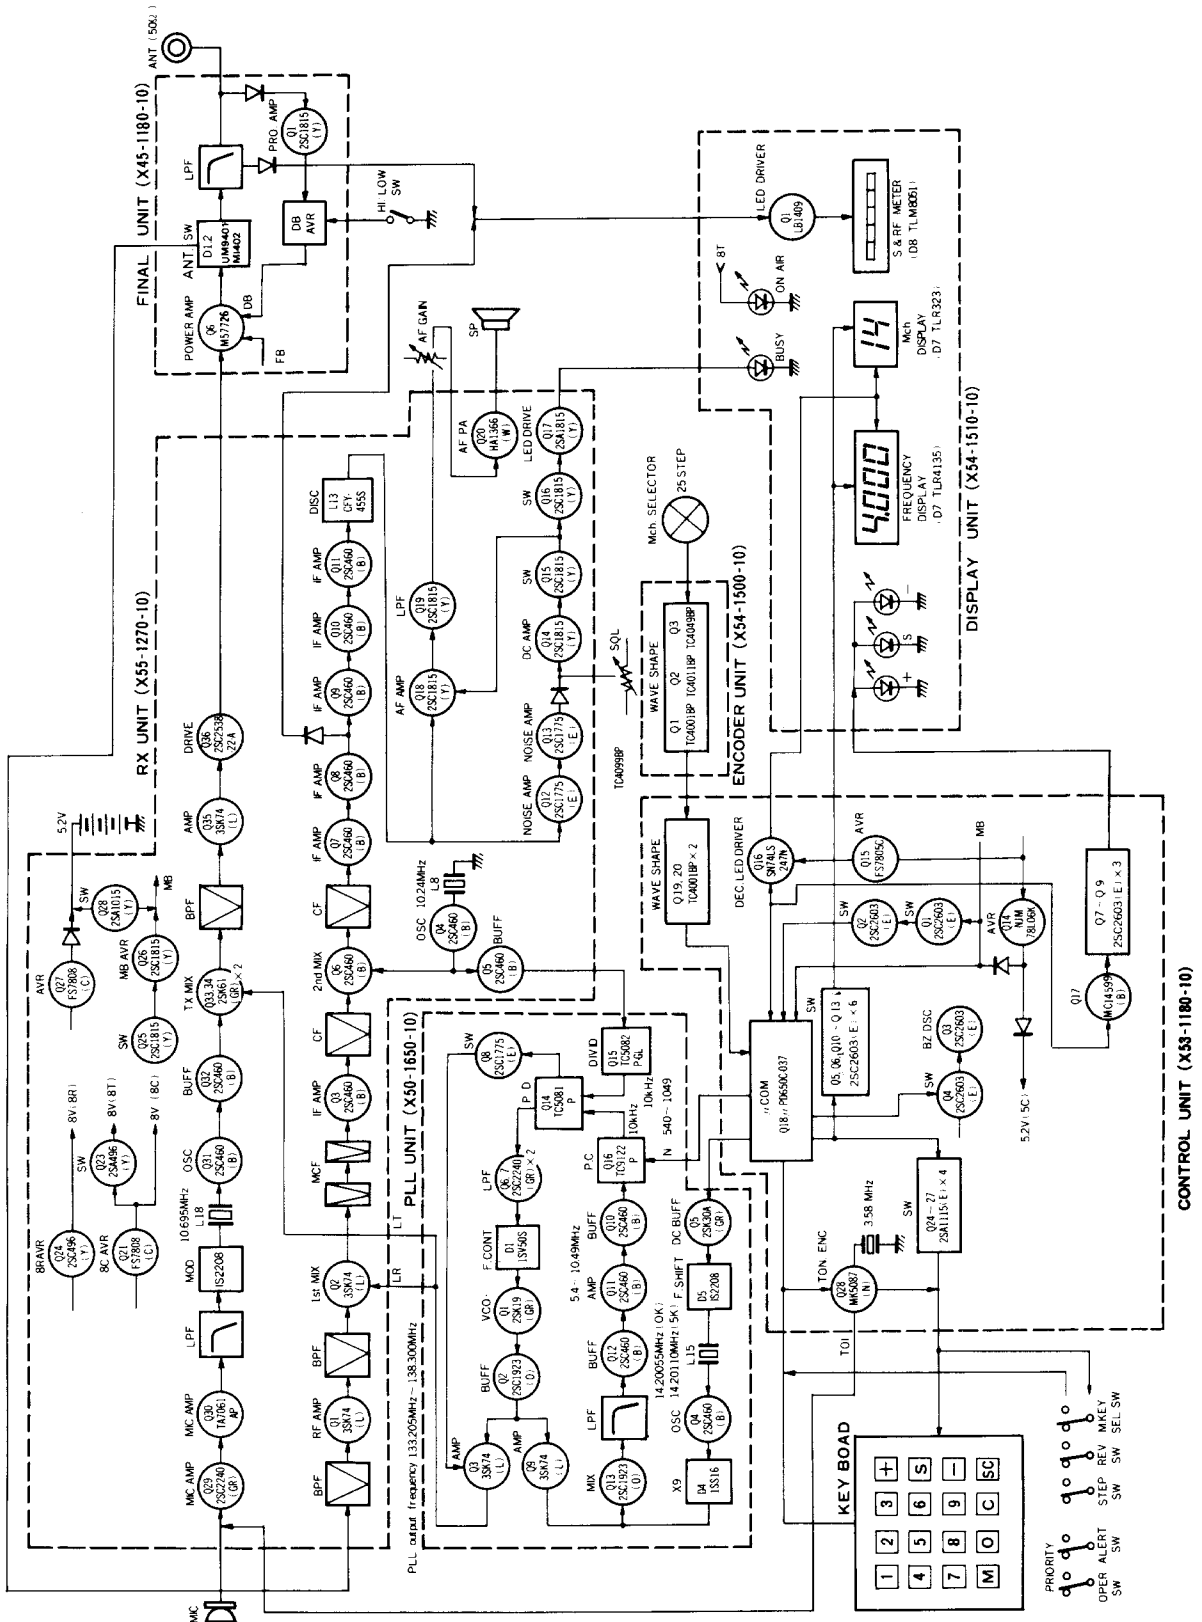 ANT (50Ω)
FINAL UNIT (X45-1180-10)
POWER AMP
Q6
M57726
ANT. SW
D1.2
UM9401
MI402
LPF
PRO AMP
Q1
2SC1815
(Y)
DB
AVR
HI LOW
SW
DB
FB
RX UNIT (X55-1270-10)
MIC
MIC AMP
Q29
2SC2240
(GR)
MIC AMP
Q30
TA7061
AP
LPF
MOD
1S2208
10.695MHz
L18
OSC
Q31
2SC460
(B)
BUFF
Q32
2SC460
(B)
TX MIX
Q33.34
2SK61
(GR)×2
BPF
AMP
Q35
3SK74
(L)
DRIVE
Q36
2SC2538
22A
8RAVR
Q24
2SC496
(Y)
8V(8R)
8C AVR
Q21
FS7808
(C)
SW
Q23
2SA496
(Y)
8V(8T)
8V (8C)
AVR
Q27
FS7808
(C)
SW
Q25
2SC1815
(Y)
MB AVR
Q26
2SC1815
(Y)
SW
Q28
2SA1015
(Y)
MB
5.2V
BPF
RF AMP
Q1
3SK74
(L)
BPF
1st MIX
Q2
3SK74
(L)
MCF
IF AMP
Q3
2SC460
(B)
CF
2nd MIX
Q6
2SC460
(B)
CF
IF AMP
Q7
2SC460
(B)
IF AMP
Q8
2SC460
(B)
IF AMP
Q9
2SC460
(B)
IF AMP
Q10
2SC460
(B)
IF AMP
Q11
2SC460
(B)
DISC
L13
CFY-
455S
OSC
Q4
2SC460
(B)
10.24MHz
L8
BUFF
Q5
2SC460
(B)
AF AMP
Q18
2SC1815
(Y)
LPF
Q19
2SC1815
(Y)
AF GAIN
AF PA
Q20
HA1366
(W)
SP
NOISE AMP
Q12
2SC1775
(E)
NOISE AMP
Q13
2SC1775
(E)
DC AMP
Q14
2SC1815
(Y)
SW
Q15
2SC1815
(Y)
SW
Q16
2SC1815
(Y)
LED DRIVE
Q17
2SA1815
(Y)
SQL
LT
LR
PLL UNIT (X50-1650-10)
PLL output frequency 133.205MHz~138.300MHz
AMP
Q3
3SK74
(L)
AMP
Q9
3SK74
(L)
BUFF
Q2
2SC1923
(O)
VCO
Q1
2SK19
(GR)
F.CONT
D1
1SV50S
LPF
Q6.7
2SC2240
(GR)×2
P D
Q14
TC5081
P
Q8
2SC1775
(E)
DIVID
Q15
TC5082
P-GL
10kHz
10kHz
N 540~1049
P.C
Q16
TC9122
P
MIX
Q13
2SC1923
(O)
LPF
BUFF
Q12
2SC460
(B)
AMP
Q11
2SC460
(B)
5.4~10.49MHz
BUFF
Q10
2SC460
(B)
X9
D4
1SS16
OSC
Q4
2SC460
(B)
14.20055MHz(OK)
14.20110MHz(5K)
L15
F.SHIFT
D5
1S2208
DC BUFF
Q5
2SK30A
(GR)
ENCODER UNIT (X54-1500-10)
Mch. SELECTOR
25 STEP
WAVE SHAPE
Q1
TC4001BP
Q2
TC4011BP
Q3
TC4049BP
TC4099BP
DISPLAY UNIT (X54-1510-10)
LED DRIVER
Q1
LB1409
S & RF METER
(D8 TLM8051)
8T
ON AIR
BUSY
14
Mch
DISPLAY
(D7 TLR323)
4.000
FREQUENCY
DISPLAY
(D7 TLR4135)
+
S
-
CONTROL UNIT (X53-1180-10)
WAVE SHAPE
Q19, 20
TC4001BP×2
DEC. LED DRIVER
Q16
SN74LS
247N
AVR
Q15
FS7805C
SW
Q2
2SC2603
(E)
SW
Q1
2SC2603
(E)
AVR
Q14
NJM
78L06A
MB
5.2V(5C)
Q7~Q9
2SC2603(E)×3
Q17
MC14599
(B)
μCOM
Q18 μPD650C-037
SW
Q5, Q6, Q10~Q13
2SC2603(E)×6
SW
Q4
2SC2603
(E)
BZ OSC
Q3
2SC2603
(E)
SW
Q24~27
2SA1115(E)×4
TON. ENC
Q28
MK5087
(N)
3.58 MHz
TOI
KEY BOAD
1 2 3 +
4 5 6 S
7 8 9 -
M O C SC
PRIORITY
OPER ALERT
SW SW
STEP
SW
REV
SW
MKEY
SEL SW